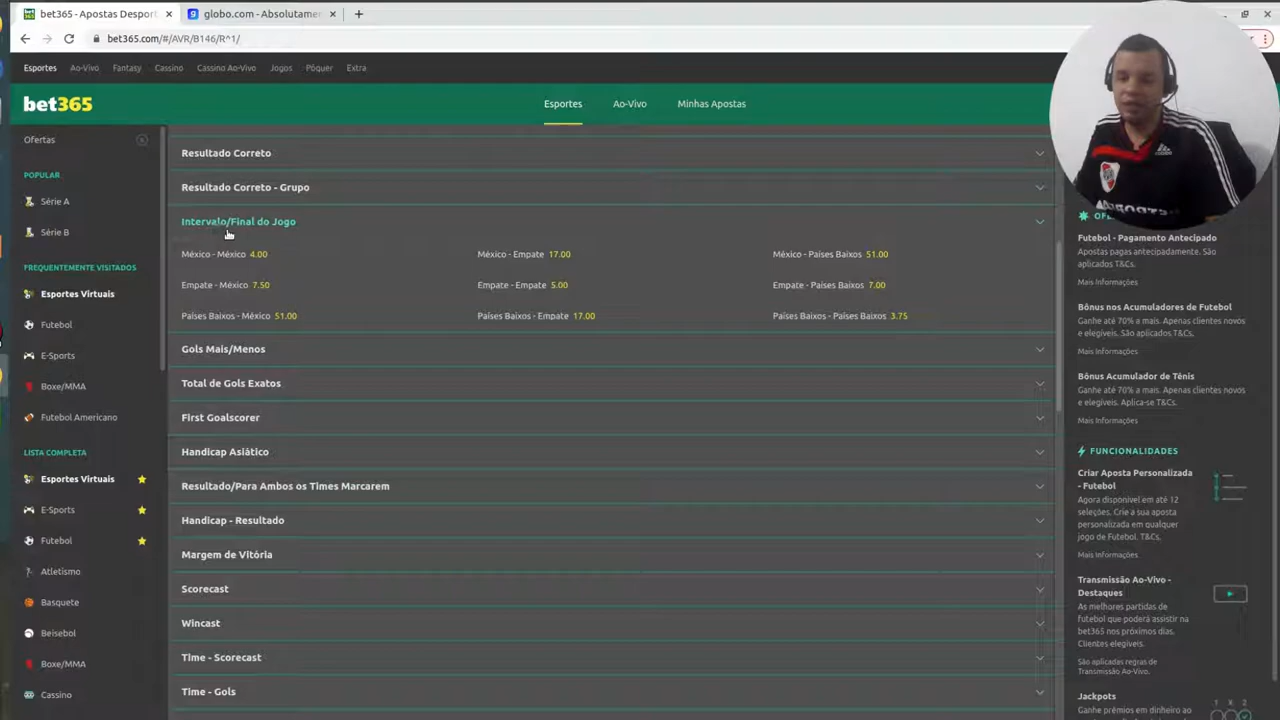 bet365 - Apostas Desport
globo.com - Absolutamen
bet365.com/#/AVR/B146/R^1/
Esportes Ao-Vivo Fantasy Cassino Cassino Ao-Vivo Jogos Pôquer Extra
bet365
Esportes Ao-Vivo Minhas Apostas
Ofertas
POPULAR
Série A
Série B
FREQUENTEMENTE VISITADOS
Esportes Virtuais
Futebol
E-Sports
Boxe/MMA
Futebol Americano
LISTA COMPLETA
Esportes Virtuais
E-Sports
Futebol
Atletismo
Basquete
Beisebol
Boxe/MMA
Cassino
Resultado Correto
Resultado Correto - Grupo
Intervalo/Final do Jogo
México - México 4.00 México - Empate 17.00 México - Países Baixos 51.00
Empate - México 7.50 Empate - Empate 5.00 Empate - Países Baixos 7.00
Países Baixos - México 51.00 Países Baixos - Empate 17.00 Países Baixos - Países Baixos 3.75
Gols Mais/Menos
Total de Gols Exatos
First Goalscorer
Handicap Asiático
Resultado/Para Ambos os Times Marcarem
Handicap - Resultado
Margem de Vitória
Scorecast
Wincast
Time - Scorecast
Time - Gols
Futebol - Pagamento Antecipado
Apostas pagas antecipadamente. São
aplicados T&Cs.
Mais Informações
Bônus nos Acumuladores de Futebol
Ganhe até 70% a mais. Apenas clientes novos
e elegíveis. São aplicados T&Cs.
Mais Informações
Bônus Acumulador de Tênis
Ganhe até 70% a mais. Apenas clientes novos
e elegíveis. Aplica-se T&Cs.
Mais Informações
FUNCIONALIDADES
Criar Aposta Personalizada
- Futebol
Agora disponível em até 12
seleções. Crie a sua aposta
personalizada em qualquer
jogo de Futebol. T&Cs.
Mais Informações
Transmissão Ao-Vivo -
Destaques
As melhores partidas de
futebol que poderá assistir na
bet365 nos próximos dias.
Clientes elegíveis.
São aplicadas regras de
Transmissão Ao-Vivo.
Jackpots
Ganhe prêmios em dinheiro ao
1 X 2